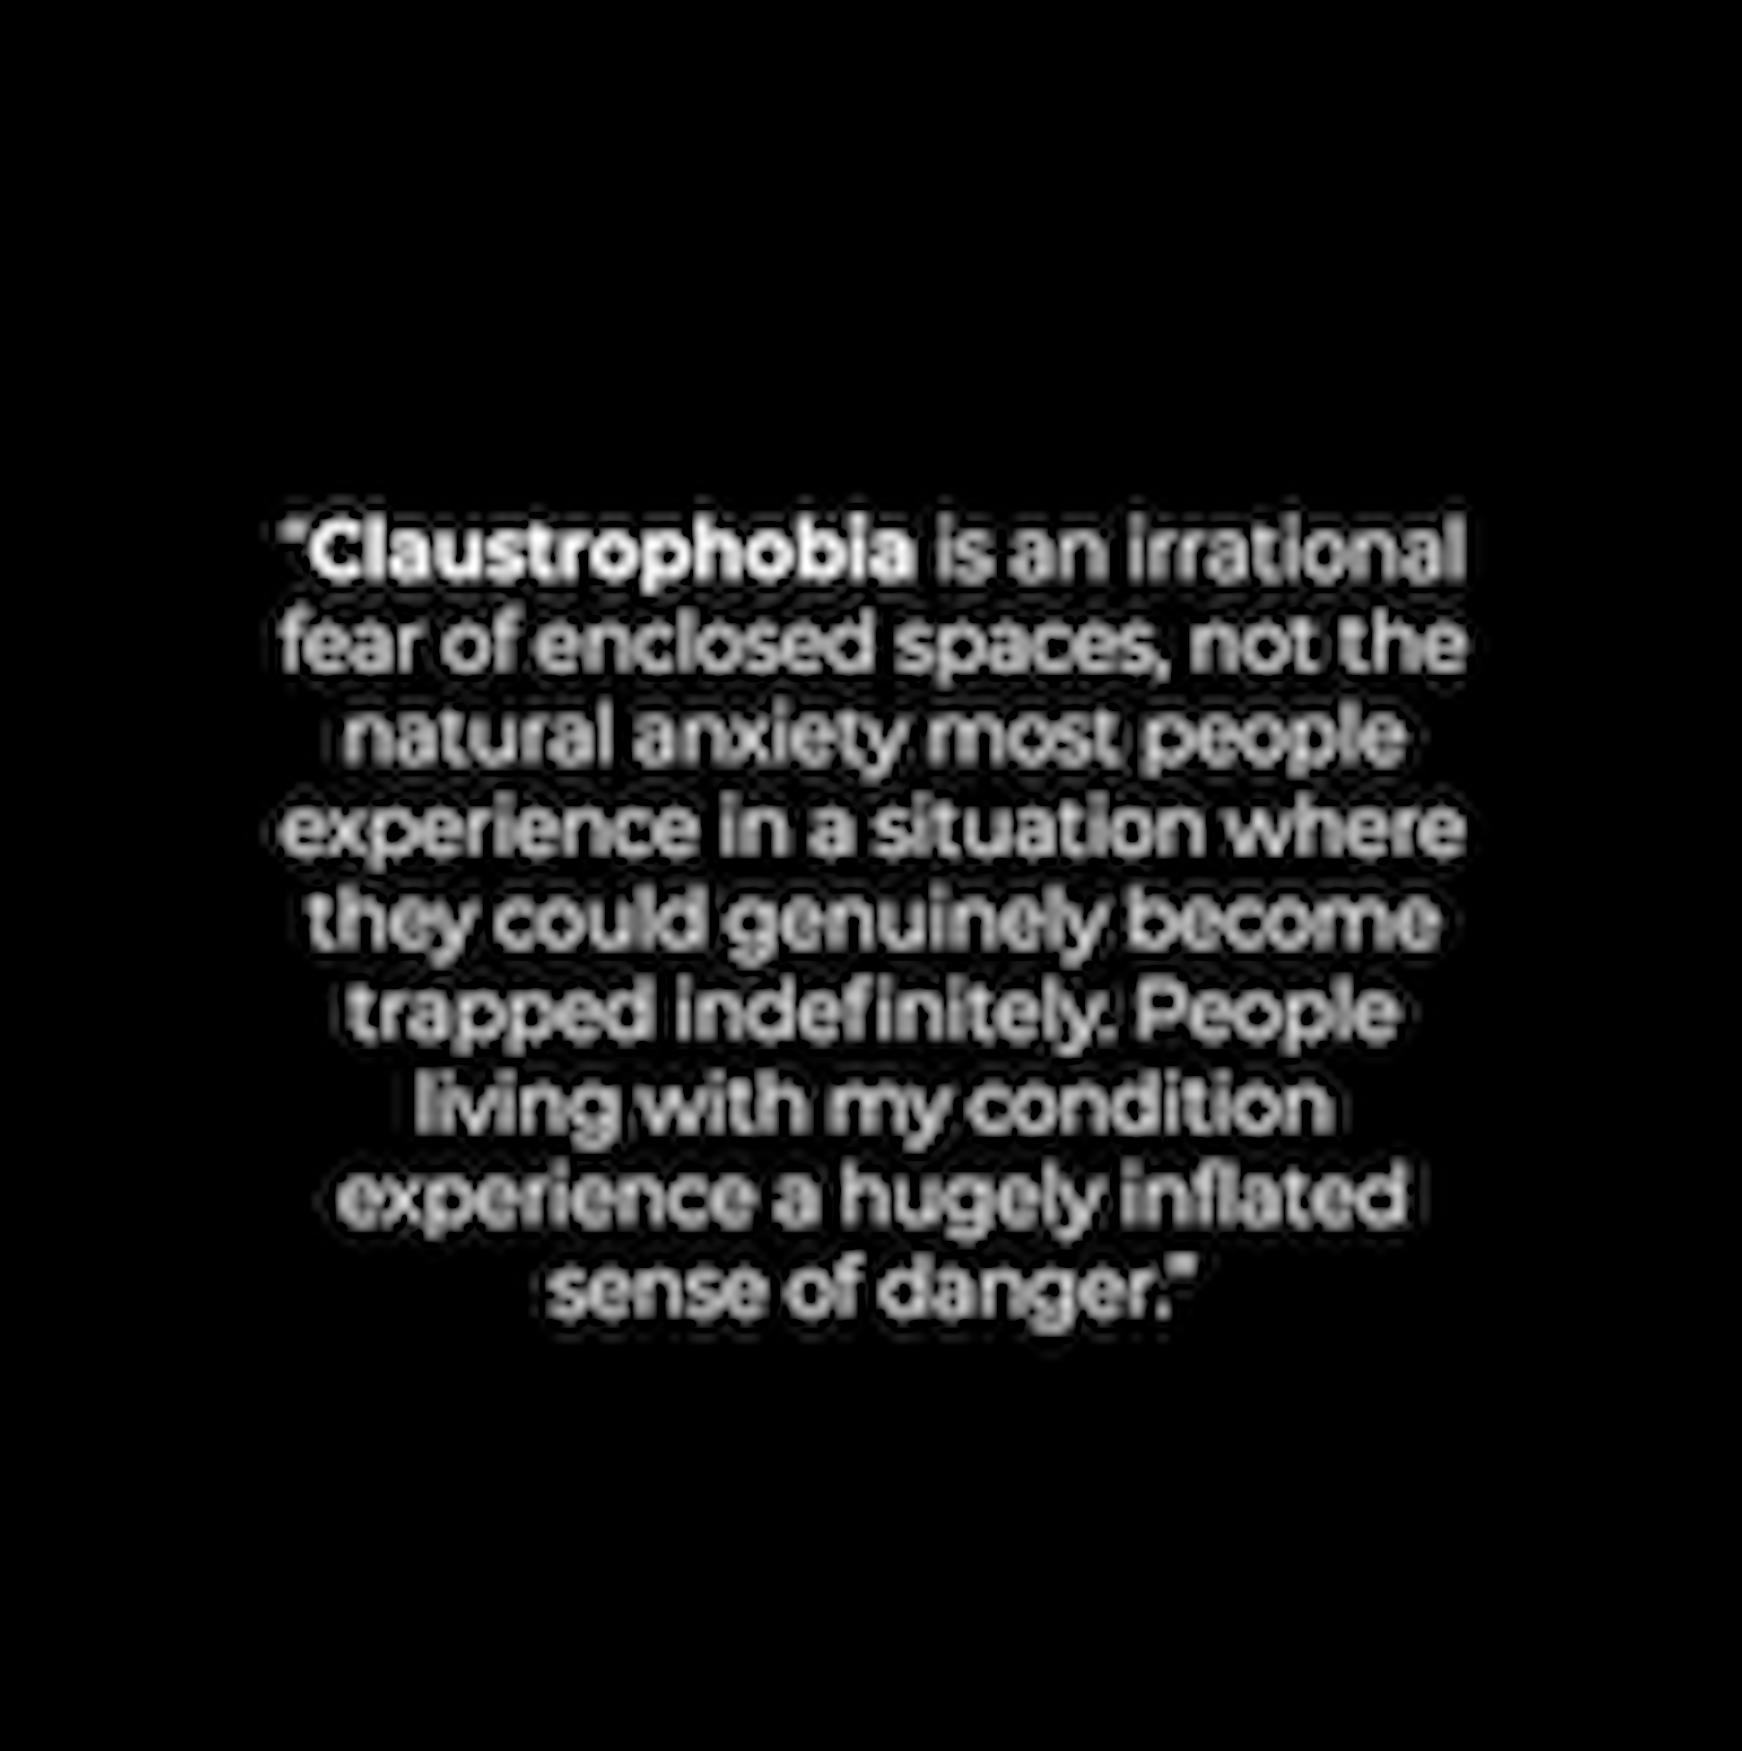 "Claustrophobia is an irrational
fear of enclosed spaces, not the
natural anxiety most people
experience in a situation where
they could genuinely become
trapped indefinitely. People
living with my condition
experience a hugely inflated
sense of danger."